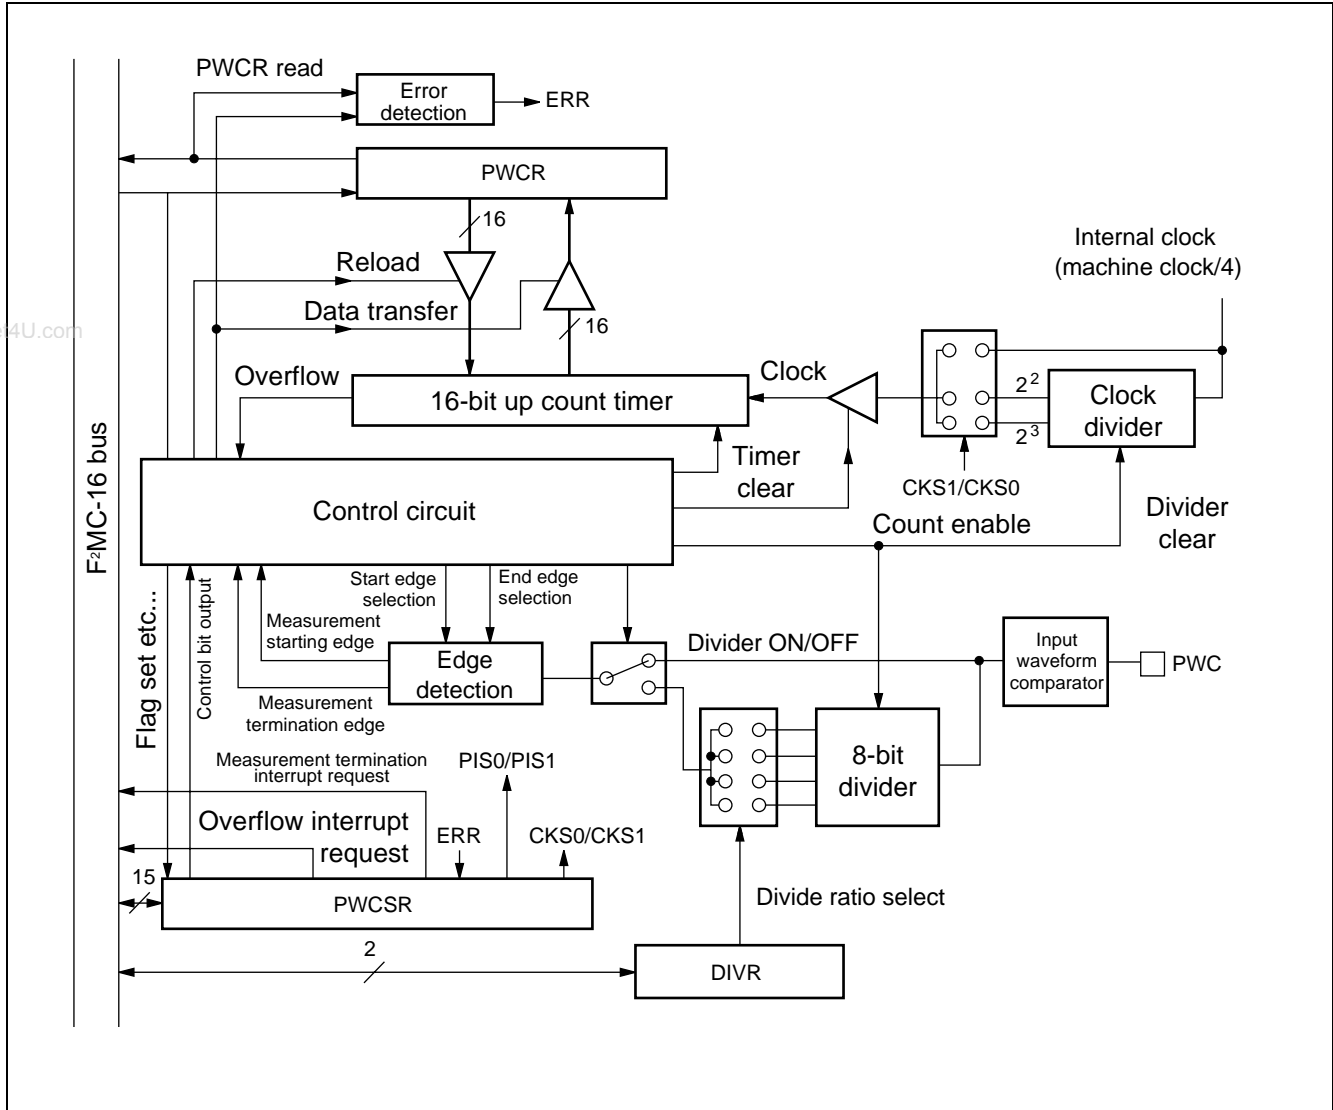 PWCR read
Error
detection
ERR
PWCR
16
Internal clock
(machine clock/4)
Reload
Data transfer
16
4U.com
Overflow
16-bit up count timer
Clock
2²
2³
Clock
divider
Timer
clear
CKS1/CKS0
F²MC-16 bus
Control circuit
Count enable
Divider
clear
Flag set etc...
Control bit output
Start edge
selection
End edge
selection
Measurement
starting edge
Edge
detection
Divider ON/OFF
Input
waveform
comparator
PWC
Measurement
termination edge
8-bit
divider
Measurement termination
interrupt request
PIS0/PIS1
Overflow interrupt
request
ERR
CKS0/CKS1
15
PWCSR
Divide ratio select
2
DIVR